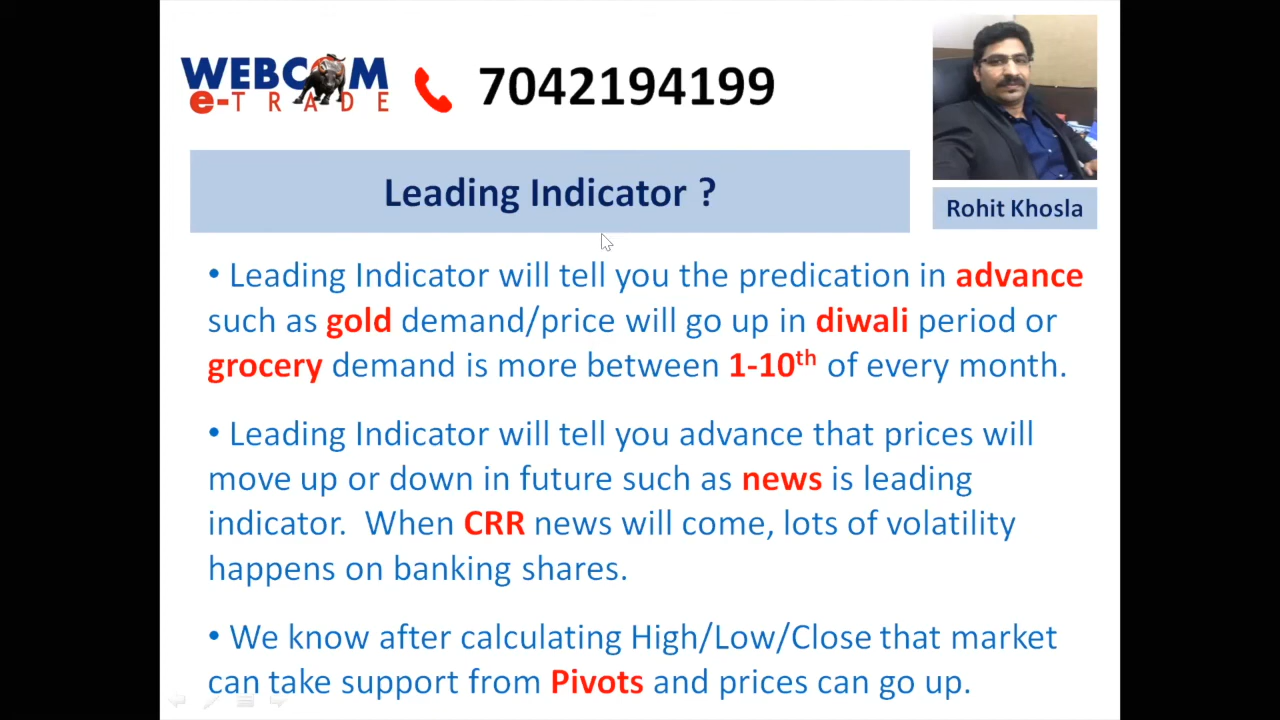 WEBCOM
e-TRADE
7042194199
Leading Indicator ?
Rohit Khosla
• Leading Indicator will tell you the predication in advance
such as gold demand/price will go up in diwali period or
grocery demand is more between 1-10th of every month.
• Leading Indicator will tell you advance that prices will
move up or down in future such as news is leading
indicator. When CRR news will come, lots of volatility
happens on banking shares.
• We know after calculating High/Low/Close that market
can take support from Pivots and prices can go up.